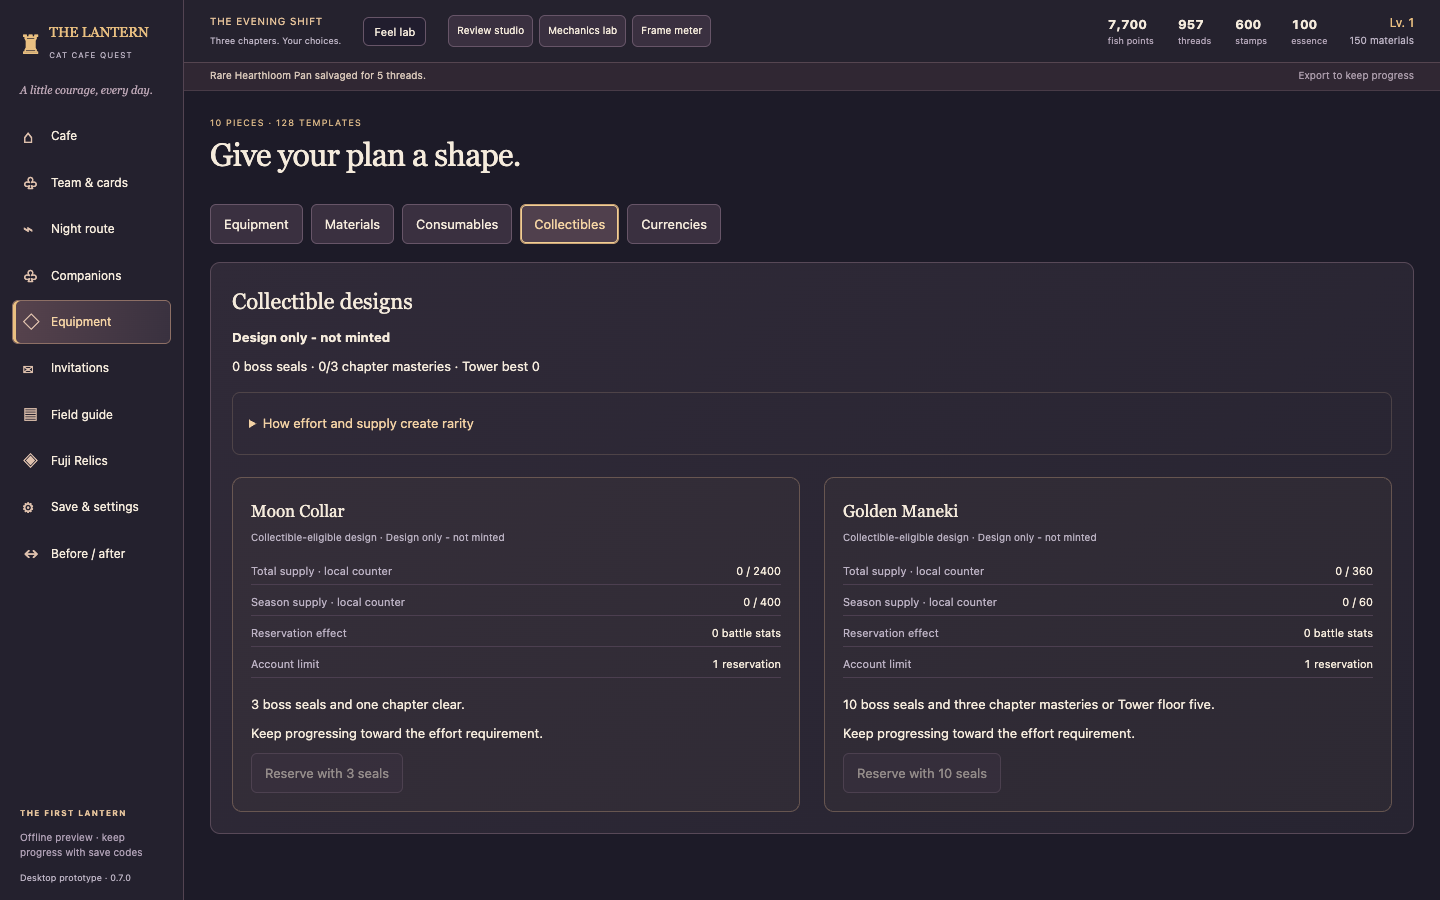 THE LANTERN
CAT CAFE QUEST
A little courage, every day.
Cafe
Team & cards
Night route
Companions
Equipment
Invitations
Field guide
Fuji Relics
Save & settings
Before / after
THE FIRST LANTERN
Offline preview · keep
progress with save codes
Desktop prototype · 0.7.0
THE EVENING SHIFT
Three chapters. Your choices.
Feel lab
Review studio
Mechanics lab
Frame meter
7,700
fish points
957
threads
600
stamps
100
essence
Lv. 1
150 materials
Rare Hearthloom Pan salvaged for 5 threads.
Export to keep progress
10 PIECES · 128 TEMPLATES
Give your plan a shape.
Equipment
Materials
Consumables
Collectibles
Currencies
Collectible designs
Design only - not minted
0 boss seals · 0/3 chapter masteries · Tower best 0
How effort and supply create rarity
Moon Collar
Collectible-eligible design · Design only - not minted
Total supply · local counter 0 / 2400
Season supply · local counter 0 / 400
Reservation effect 0 battle stats
Account limit 1 reservation
3 boss seals and one chapter clear.
Keep progressing toward the effort requirement.
Reserve with 3 seals
Golden Maneki
Collectible-eligible design · Design only - not minted
Total supply · local counter 0 / 360
Season supply · local counter 0 / 60
Reservation effect 0 battle stats
Account limit 1 reservation
10 boss seals and three chapter masteries or Tower floor five.
Keep progressing toward the effort requirement.
Reserve with 10 seals